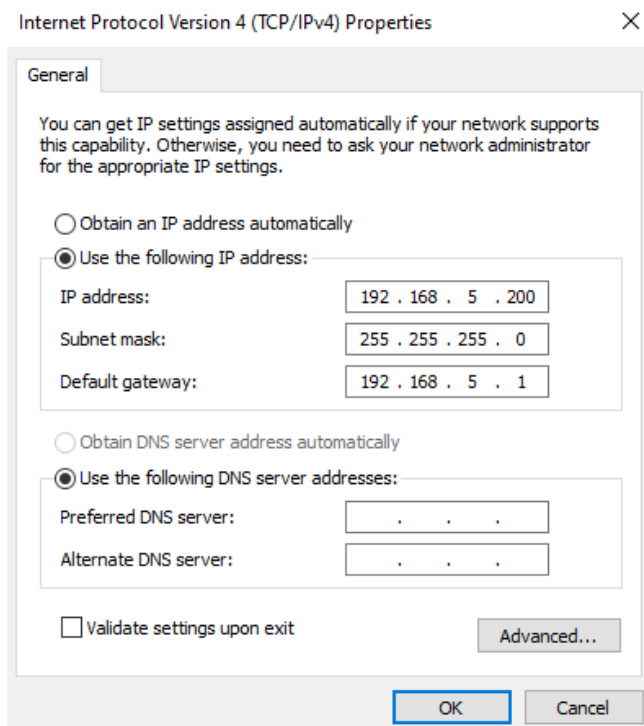 Internet Protocol Version 4 (TCP/IPv4) Properties
General
You can get IP settings assigned automatically if your network supports
this capability. Otherwise, you need to ask your network administrator
for the appropriate IP settings.
Obtain an IP address automatically
Use the following IP address:
IP address: 192 . 168 . 5 . 200
Subnet mask: 255 . 255 . 255 . 0
Default gateway: 192 . 168 . 5 . 1
Obtain DNS server address automatically
Use the following DNS server addresses:
Preferred DNS server: . . .
Alternate DNS server: . . .
Validate settings upon exit
Advanced...
OK Cancel